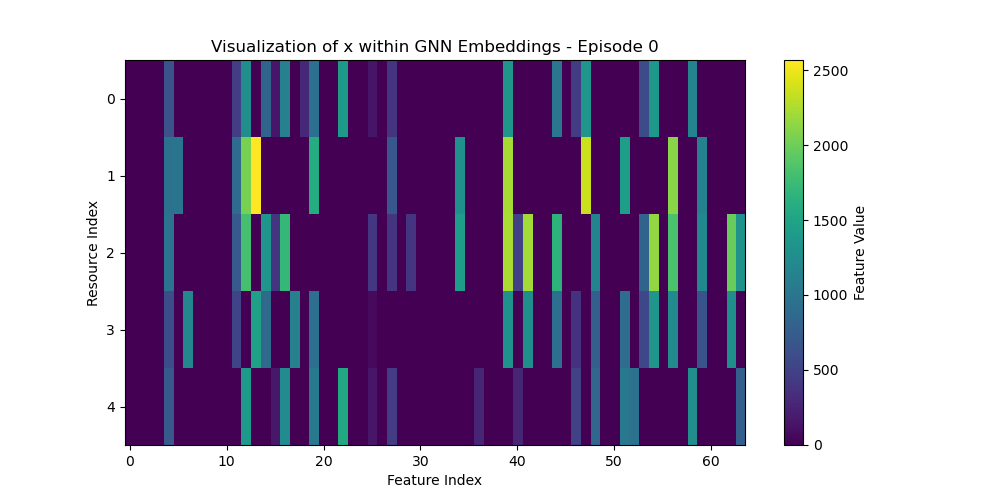 Visualization of x within GNN Embeddings - Episode 0
Resource Index
0
1
2
3
4
0 10 20 30 40 50 60
Feature Index
2500
2000
1500
1000
500
0
Feature Value